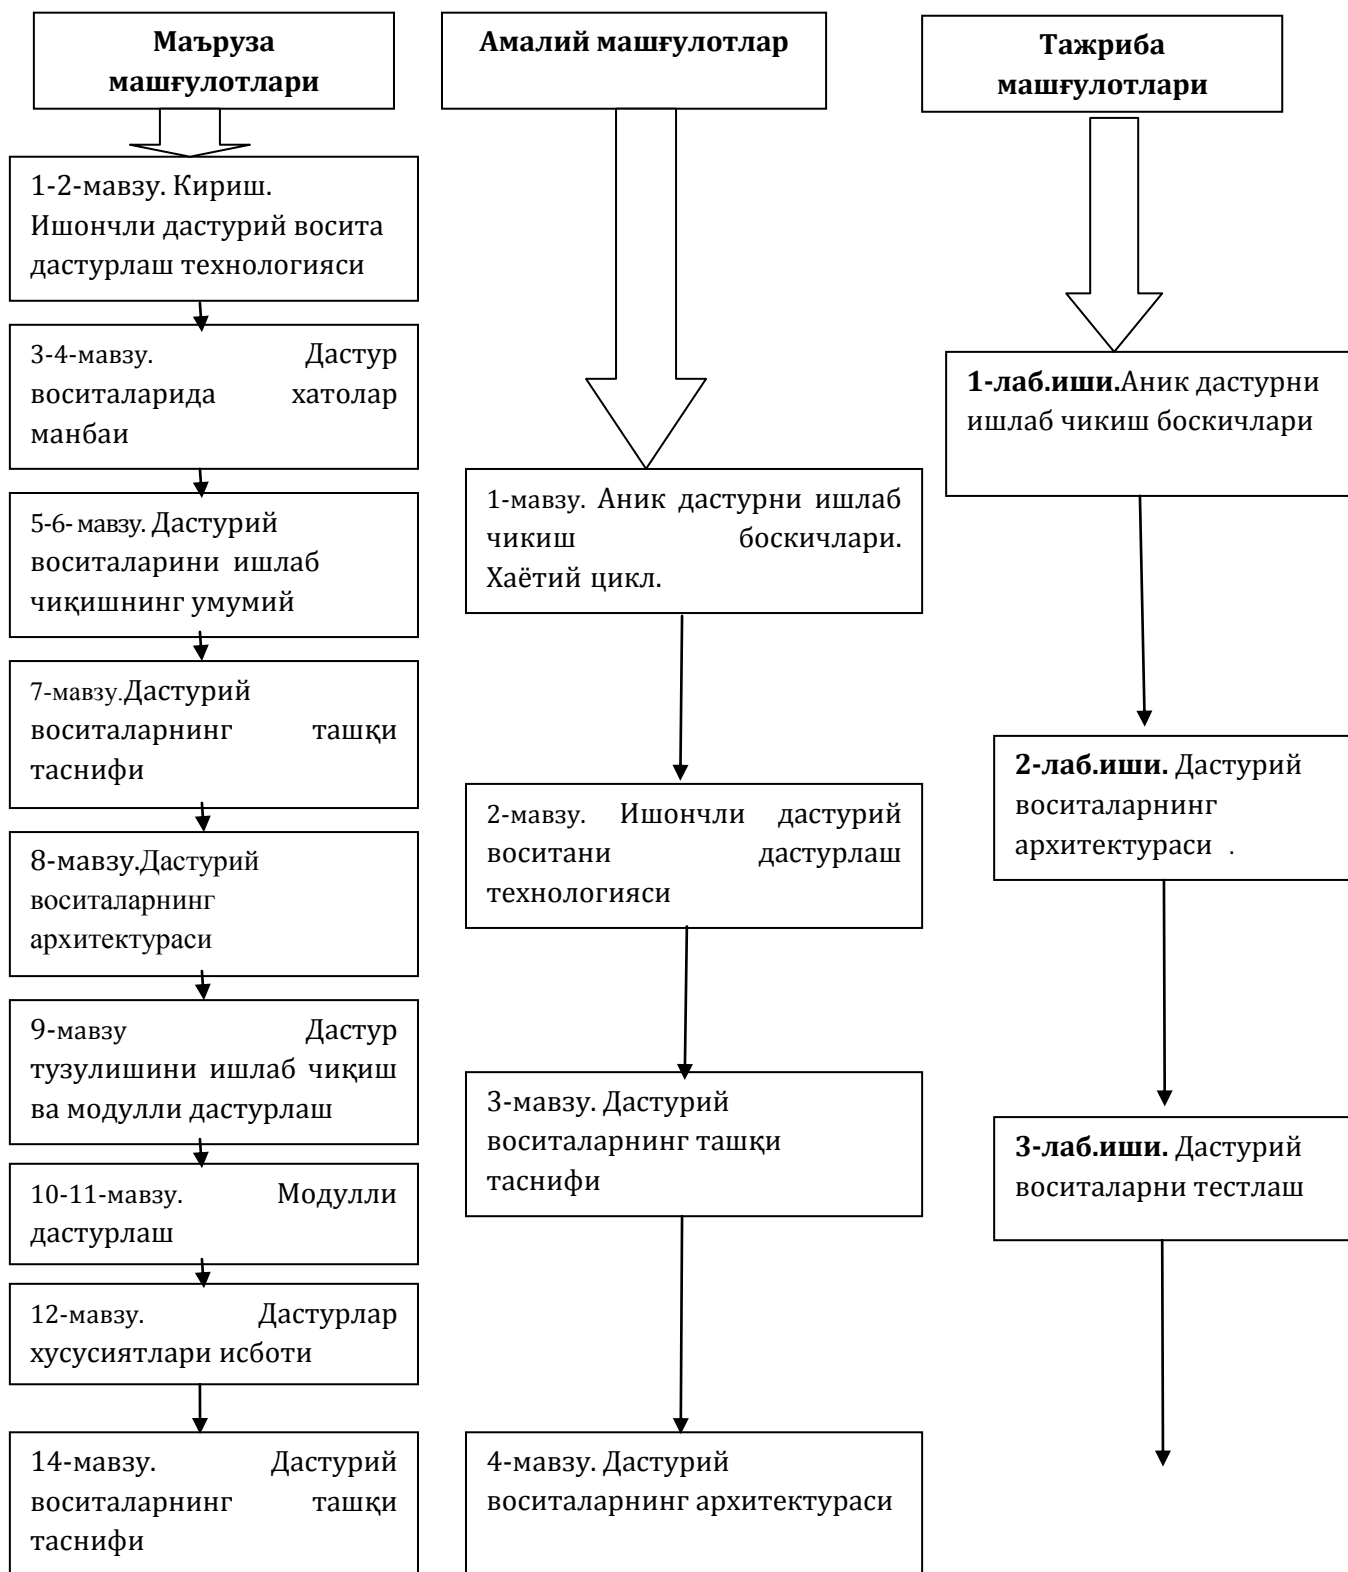 Маъруза
машғулотлари
1-2-мавзу. Кириш.
Ишончли дастурий восита
дастурлаш технологияси
3-4-мавзу. Дастур
воситаларида хатолар
манбаи
5-6- мавзу. Дастурий
воситаларини ишлаб
чиқишнинг умумий
7-мавзу.Дастурий
воситаларнинг ташқи
таснифи
8-мавзу.Дастурий
воситаларнинг
архитектураси
9-мавзу Дастур
тузулишини ишлаб чиқиш
ва модулли дастурлаш
10-11-мавзу. Модулли
дастурлаш
12-мавзу. Дастурлар
хусусиятлари исботи
14-мавзу. Дастурий
воситаларнинг ташқи
таснифи
Амалий машғулотлар
1-мавзу. Аник дастурни ишлаб
чикиш боскичлари.
Хаётий цикл.
2-мавзу. Ишончли дастурий
воситани дастурлаш
технологияси
3-мавзу. Дастурий
воситаларнинг ташқи
таснифи
4-мавзу. Дастурий
воситаларнинг архитектураси
Тажриба
машғулотлари
1-лаб.иши.Аник дастурни
ишлаб чикиш боскичлари
2-лаб.иши. Дастурий
воситаларнинг
архитектураси .
3-лаб.иши. Дастурий
воситаларни тестлаш